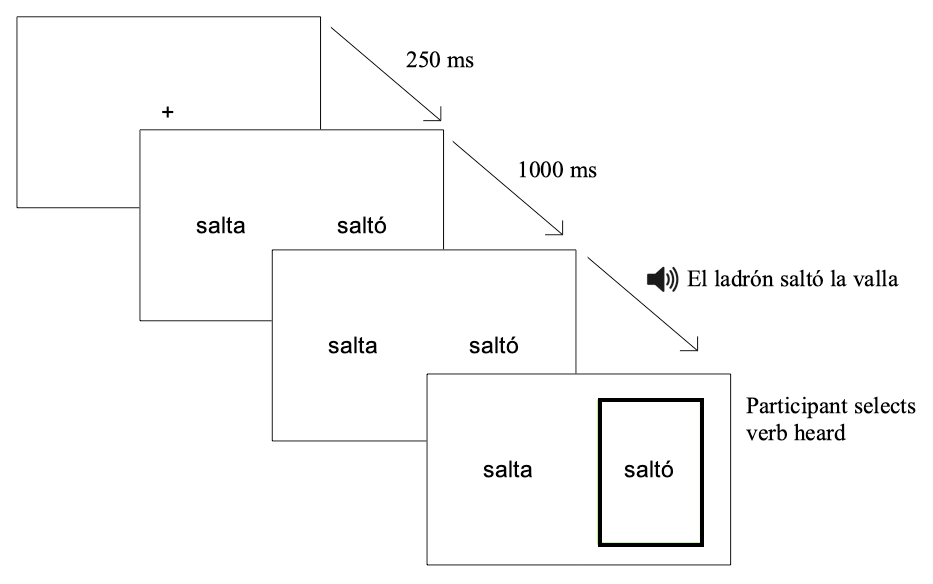 250 ms
+
1000 ms
salta saltó
El ladrón saltó la valla
salta saltó
Participant selects
verb heard
salta saltó